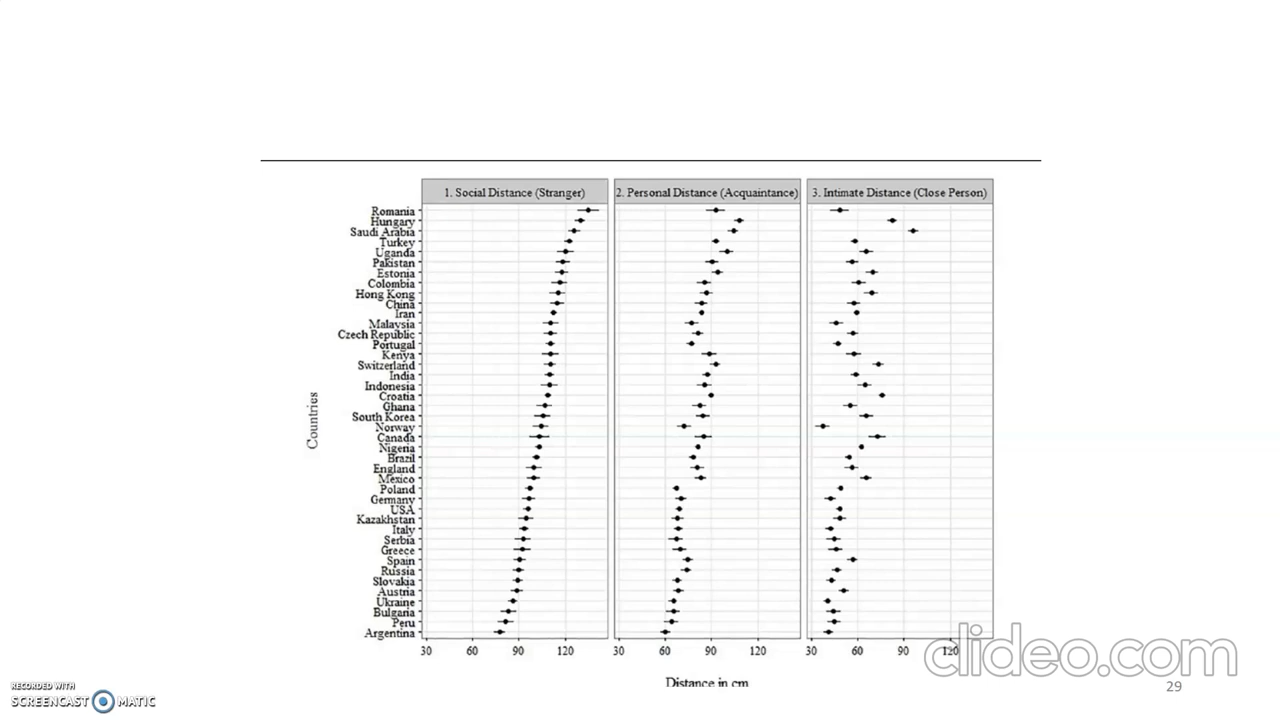 1. Social Distance (Stranger)
2. Personal Distance (Acquaintance)
3. Intimate Distance (Close Person)
Romania
Hungary
Saudi Arabia
Turkey
Uganda
Pakistan
Estonia
Colombia
Hong Kong
China
Iran
Malaysia
Czech Republic
Portugal
Kenya
Switzerland
India
Indonesia
Croatia
Ghana
South Korea
Norway
Canada
Nigeria
Brazil
England
Mexico
Poland
Germany
USA
Kazakhstan
Italy
Serbia
Greece
Spain
Russia
Slovakia
Austria
Ukraine
Bulgaria
Peru
Argentina
Countries
30 60 90 120
30 60 90 120
30 60 90 120
Distance in cm
clideo.com
29
RECORDED WITH
SCREENCAST MATIC